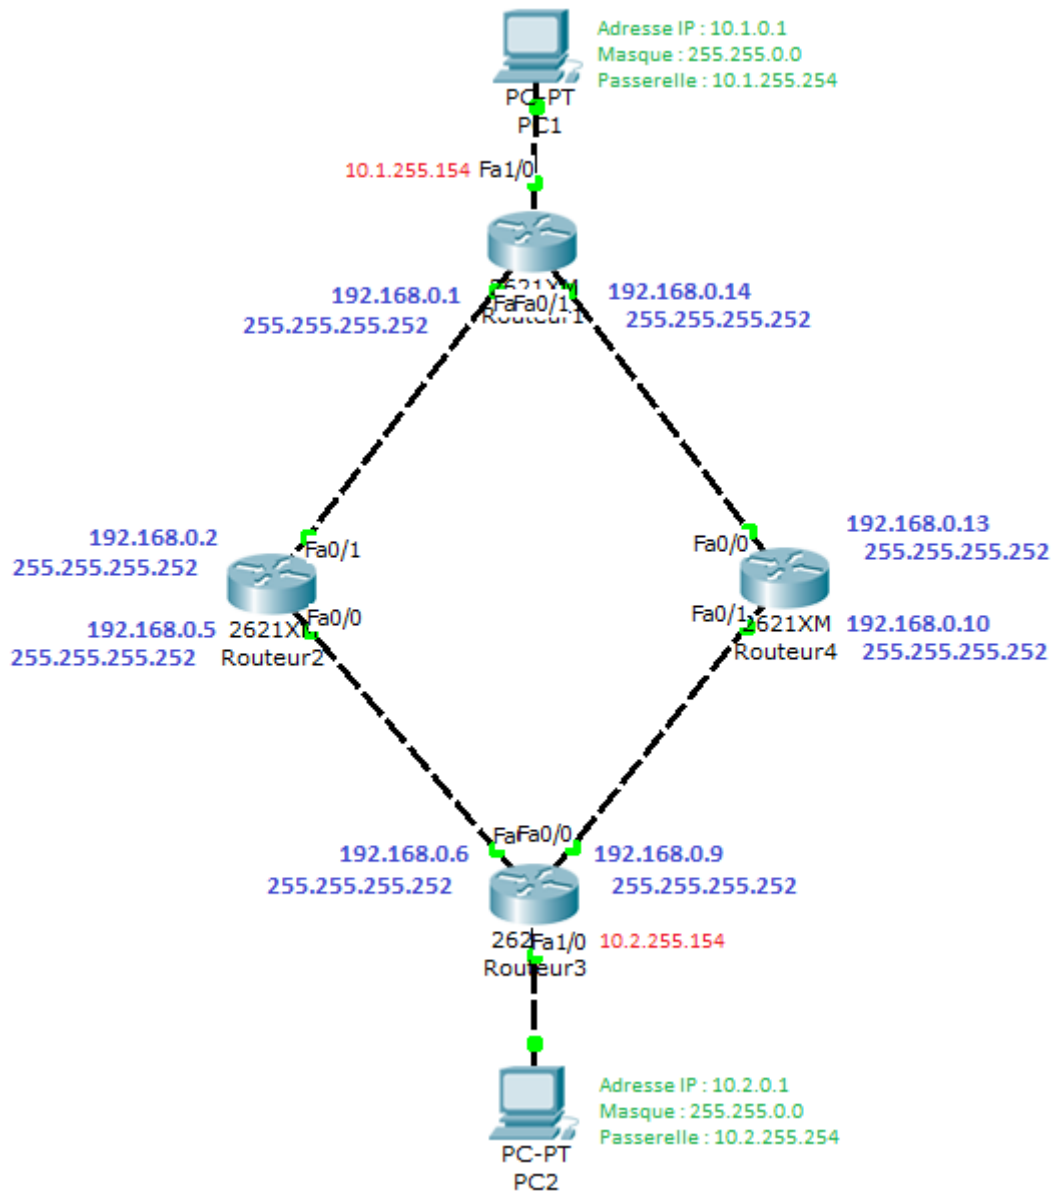 Adresse IP : 10.1.0.1
Masque : 255.255.0.0
Passerelle : 10.1.255.254
PC-PT
PC1
10.1.255.154 Fa1/0
192.168.0.1
255.255.255.252
Fa0/1
192.168.0.14
255.255.255.252
2621XM
Routeur1
192.168.0.2
255.255.255.252
Fa0/1
Fa0/0
192.168.0.13
255.255.255.252
192.168.0.5
255.255.255.252
Fa0/0
Routeur2
Fa0/1
2621XM
Routeur4
192.168.0.10
255.255.255.252
Fa0/0
192.168.0.6
255.255.255.252
192.168.0.9
255.255.255.252
Fa1/0
10.2.255.154
Routeur3
Adresse IP : 10.2.0.1
Masque : 255.255.0.0
Passerelle : 10.2.255.254
PC-PT
PC2